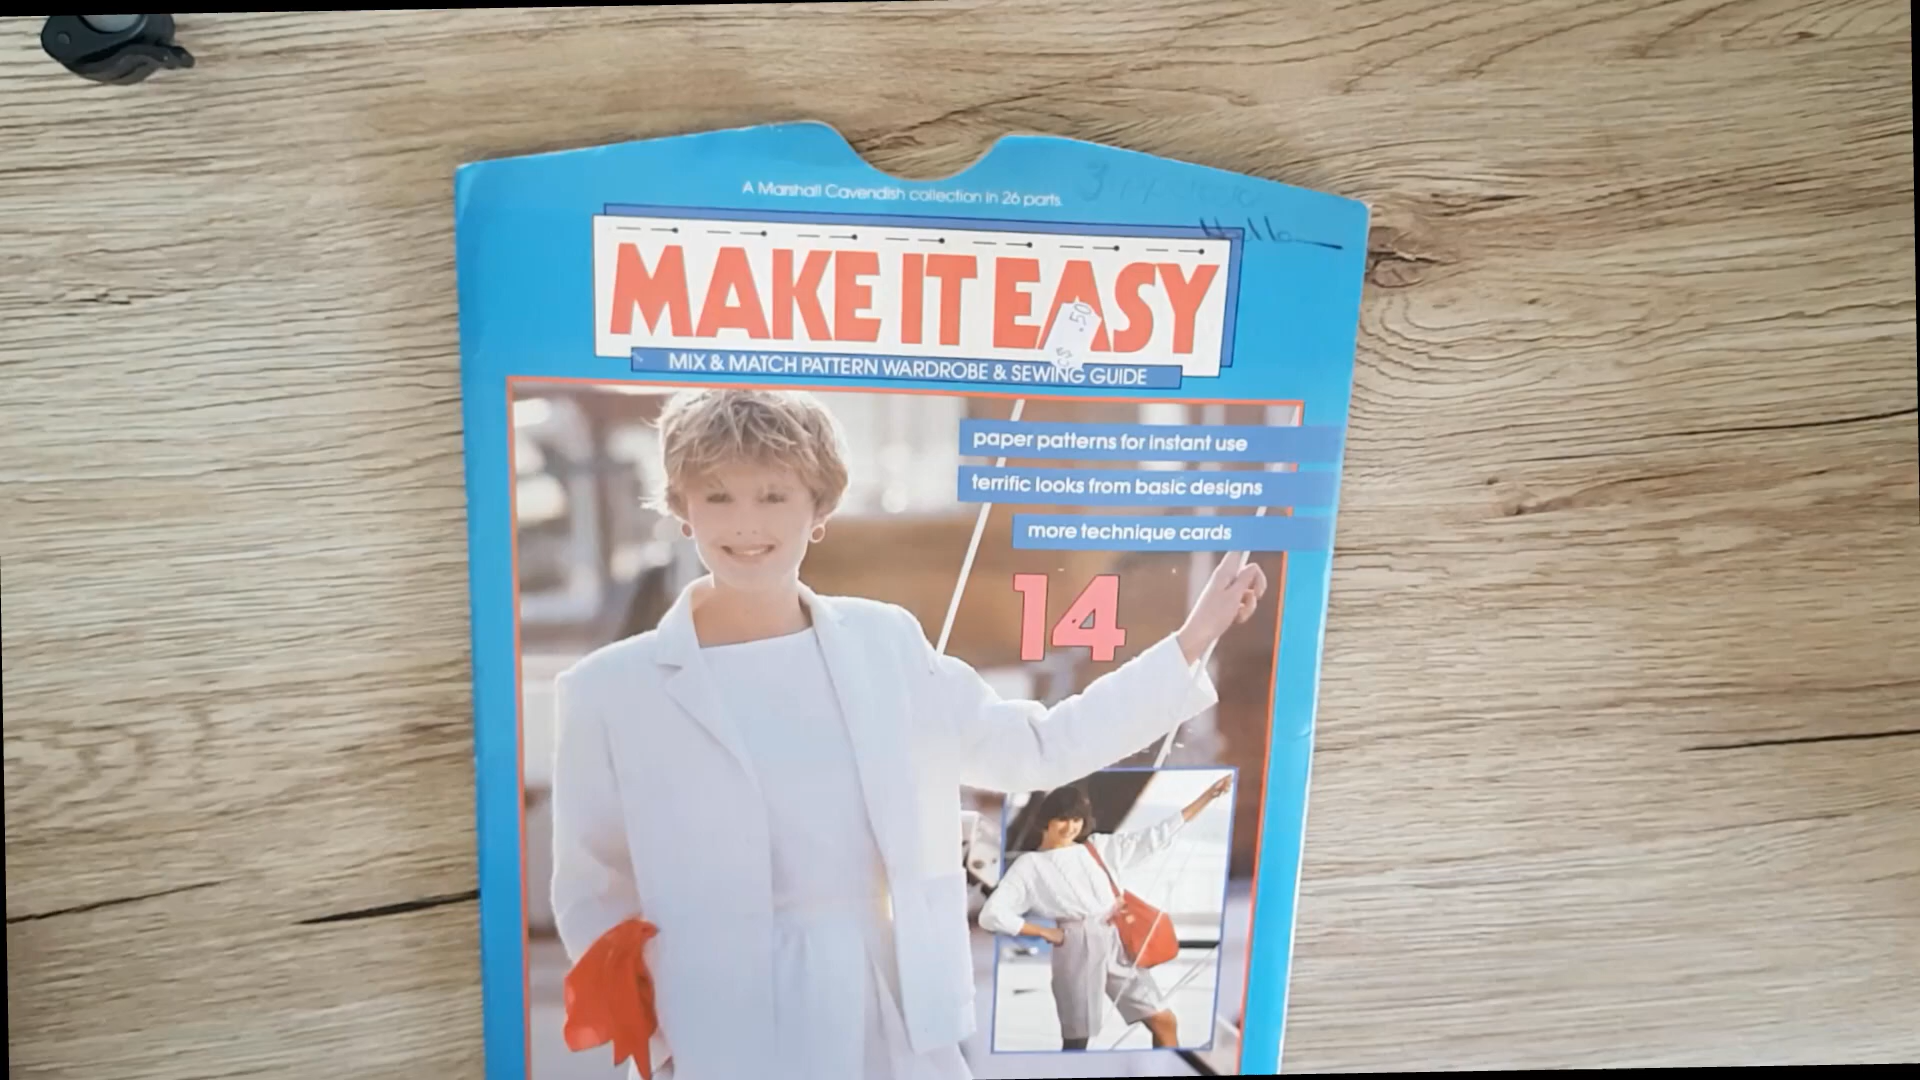 A Marshall Cavendish collection in 26 parts.
MAKE IT EASY
.50
MIX & MATCH PATTERN WARDROBE & SEWING GUIDE
paper patterns for instant use
terrific looks from basic designs
more technique cards
14